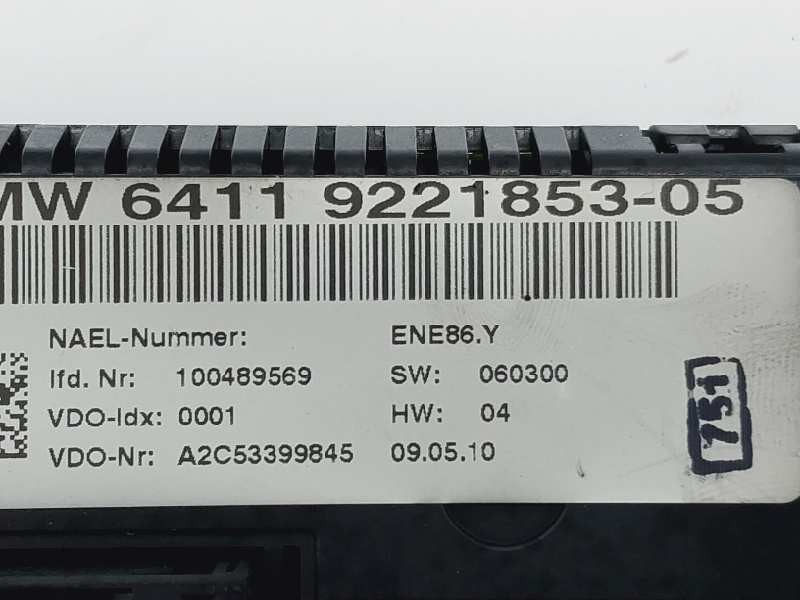 MW 6411 9221853-05
NAEL-Nummer: ENE86.Y
lfd. Nr: 100489569 SW: 060300
VDO-Idx: 0001 HW: 04
VDO-Nr: A2C53399845 09.05.10
751